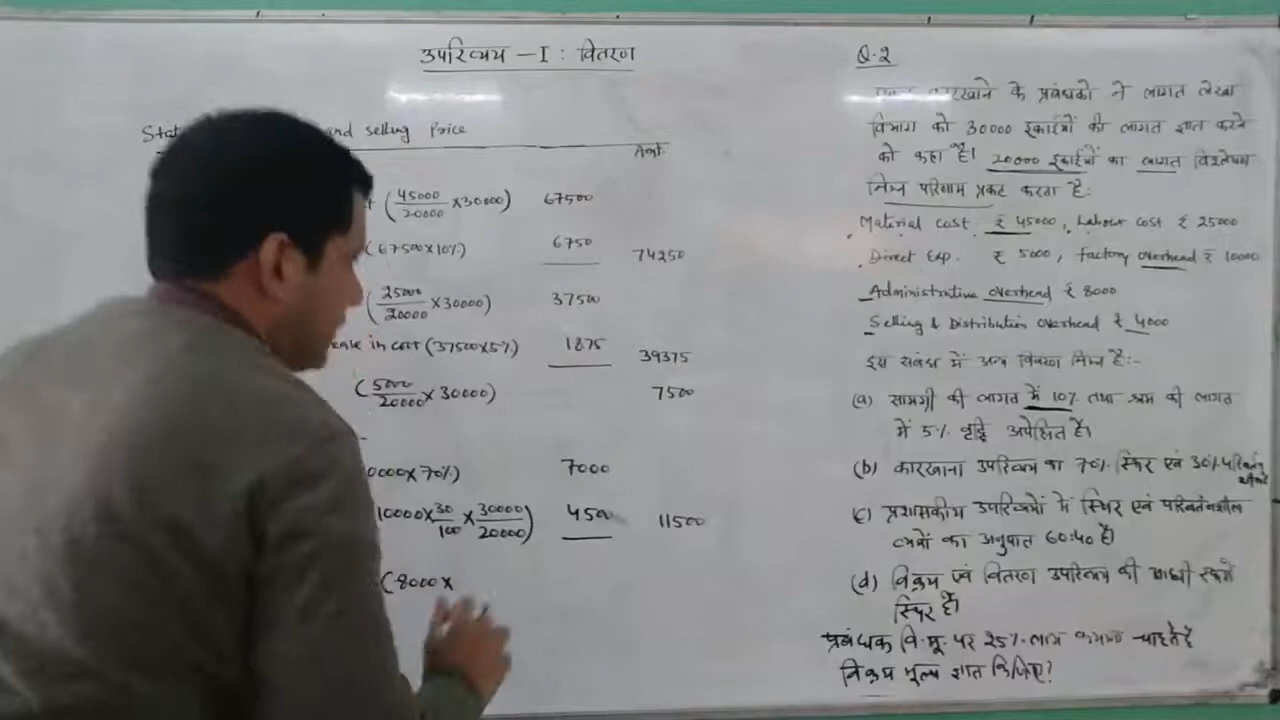 उपरिव्यय – I : वितरण
and selling Price
Amt.
(45000/20000 × 30000) 67500
(67500×10%) 6750 74250
(25000/20000 × 30000) 37500
in cost (37500×5%) 1875 39375
(5000/20000 × 30000) 7500
0000×70%) 7000
10000×30/100×30000/20000) 4500 11500
(8000×
Q.2
कारखाने के प्रबंधको ने लागत लेखा
विभाग को 30000 इकाईयों की लागत ज्ञात करने
को कहा है। 20000 इकाईयों का लागत विश्लेषण
निम्न परिणाम प्रकट करता है:
Material Cost ₹ 45000, Labour Cost ₹ 25000
Direct Exp. ₹ 5000, Factory overhead ₹ 10000
Administrative overhead ₹ 8000
Selling & Distribution overhead ₹ 4000
इस संबंध में अन्य विवरण निम्न है:-
(a) सामग्री की लागत में 10% तथा श्रम की लागत
में 5% वृद्धि अपेक्षित है।
(b) कारखाना उपरिव्यय का 70% स्थिर एवं 30%
(c) प्रशासकीय उपरिव्ययों में स्थिर एवं परिवर्तनशील
व्ययों का अनुपात 60:40 है।
(d) विक्रय एवं वितरण उपरिव्यय की आधी रकम
स्थिर है।
प्रबंधक वि.मू. पर 25% लाभ कमाना चाहते है
विक्रय मूल्य ज्ञात किजिए?